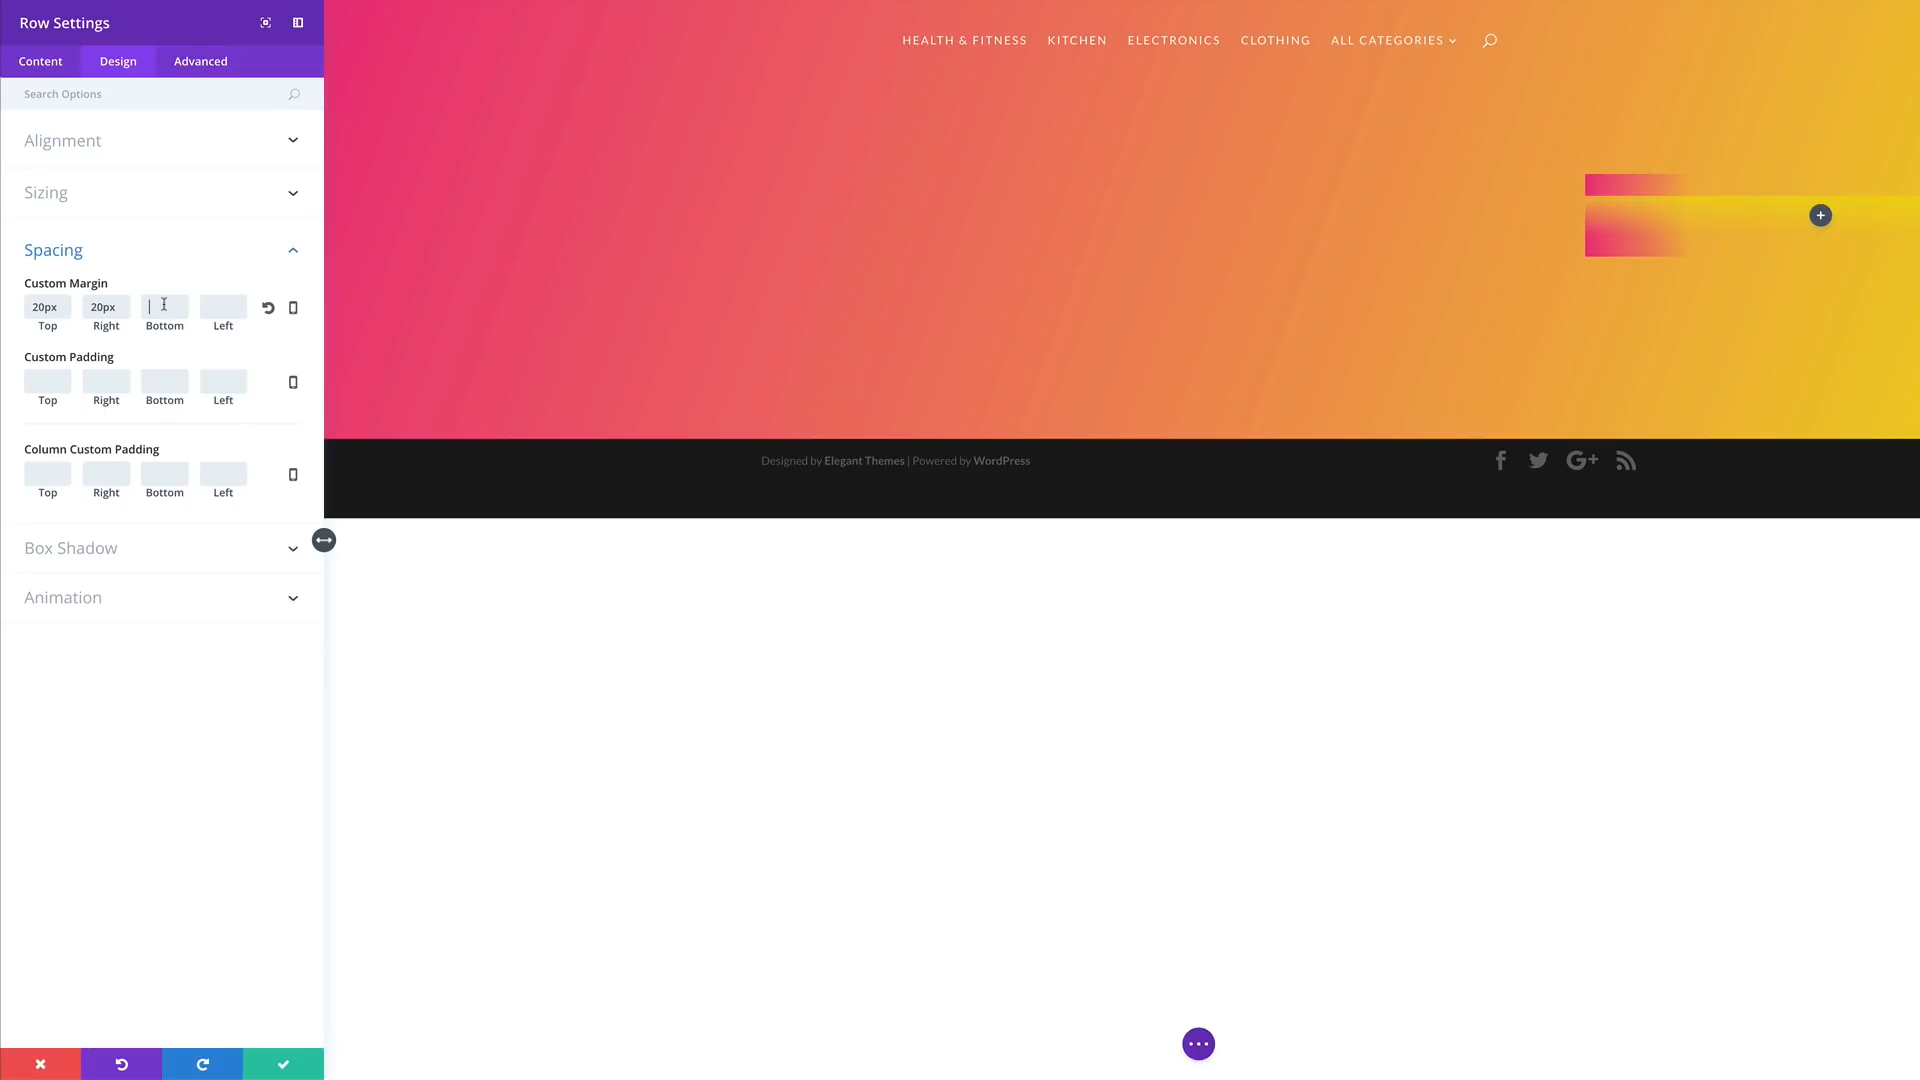 Row Settings
Content Design Advanced
Search Options
HEALTH & FITNESS KITCHEN ELECTRONICS CLOTHING ALL CATEGORIES
Alignment
Sizing
Spacing
Custom Margin
20px 20px
Top Right Bottom Left
Custom Padding
Top Right Bottom Left
Column Custom Padding
Top Right Bottom Left
Box Shadow
Animation
Designed by Elegant Themes | Powered by WordPress
G+